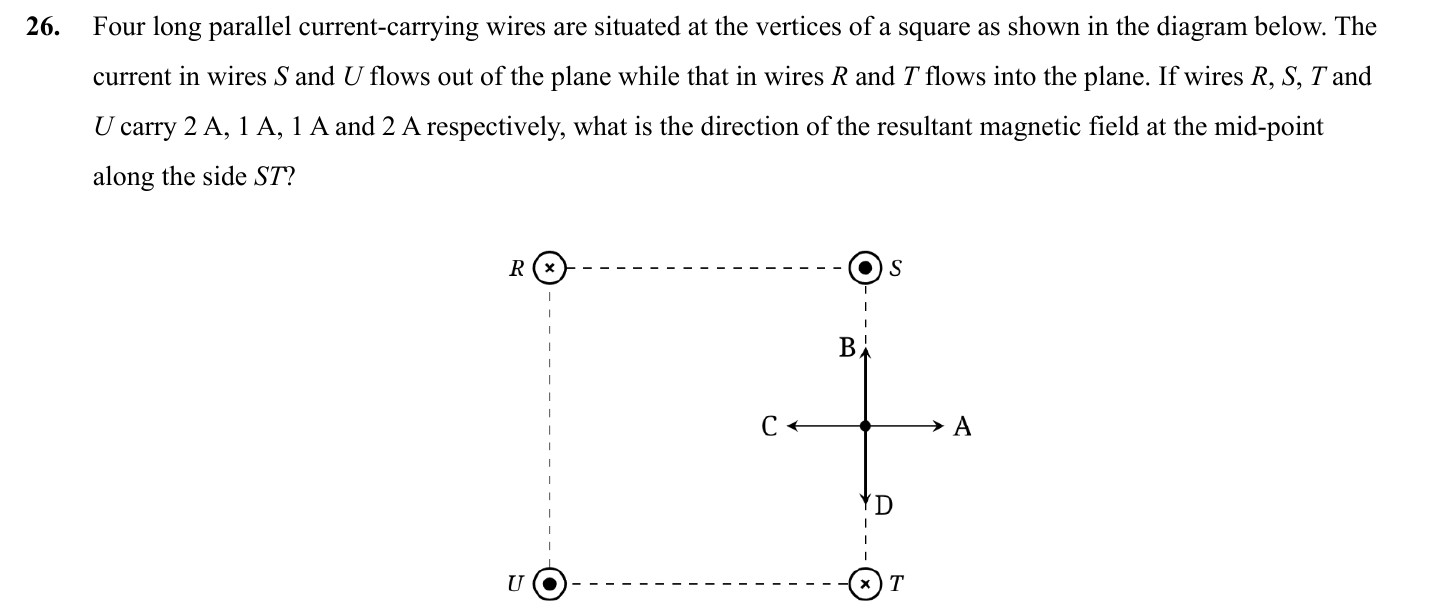 26. Four long parallel current-carrying wires are situated at the vertices of a square as shown in the diagram below. The
current in wires S and U flows out of the plane while that in wires R and T flows into the plane. If wires R, S, T and
U carry 2 A, 1 A, 1 A and 2 A respectively, what is the direction of the resultant magnetic field at the mid-point
along the side ST?
R S
B
C A
D
U T